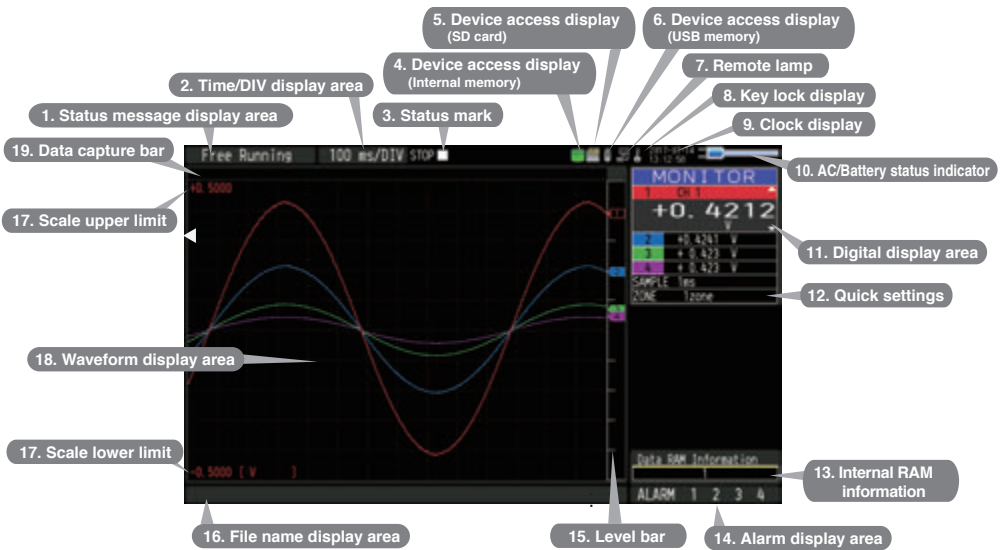 5. Device access display
(SD card)
6. Device access display
(USB memory)
4. Device access display
(Internal memory)
7. Remote lamp
2. Time/DIV display area
8. Key lock display
1. Status message display area
3. Status mark
9. Clock display
19. Data capture bar
Free Running
100 ms/DIV
STOP
13:12:50
10. AC/Battery status indicator
MONITOR
+0.5000
1 CH 1
17. Scale upper limit
+0.4212
V
2 +0.4241 V
11. Digital display area
3 + 0.423 V
4 + 0.423 V
SAMPLE 1ms
ZONE 1zone
12. Quick settings
18. Waveform display area
17. Scale lower limit
-0.5000 [ V ]
Data RAM Information
13. Internal RAM
information
ALARM 1 2 3 4
16. File name display area
15. Level bar
14. Alarm display area